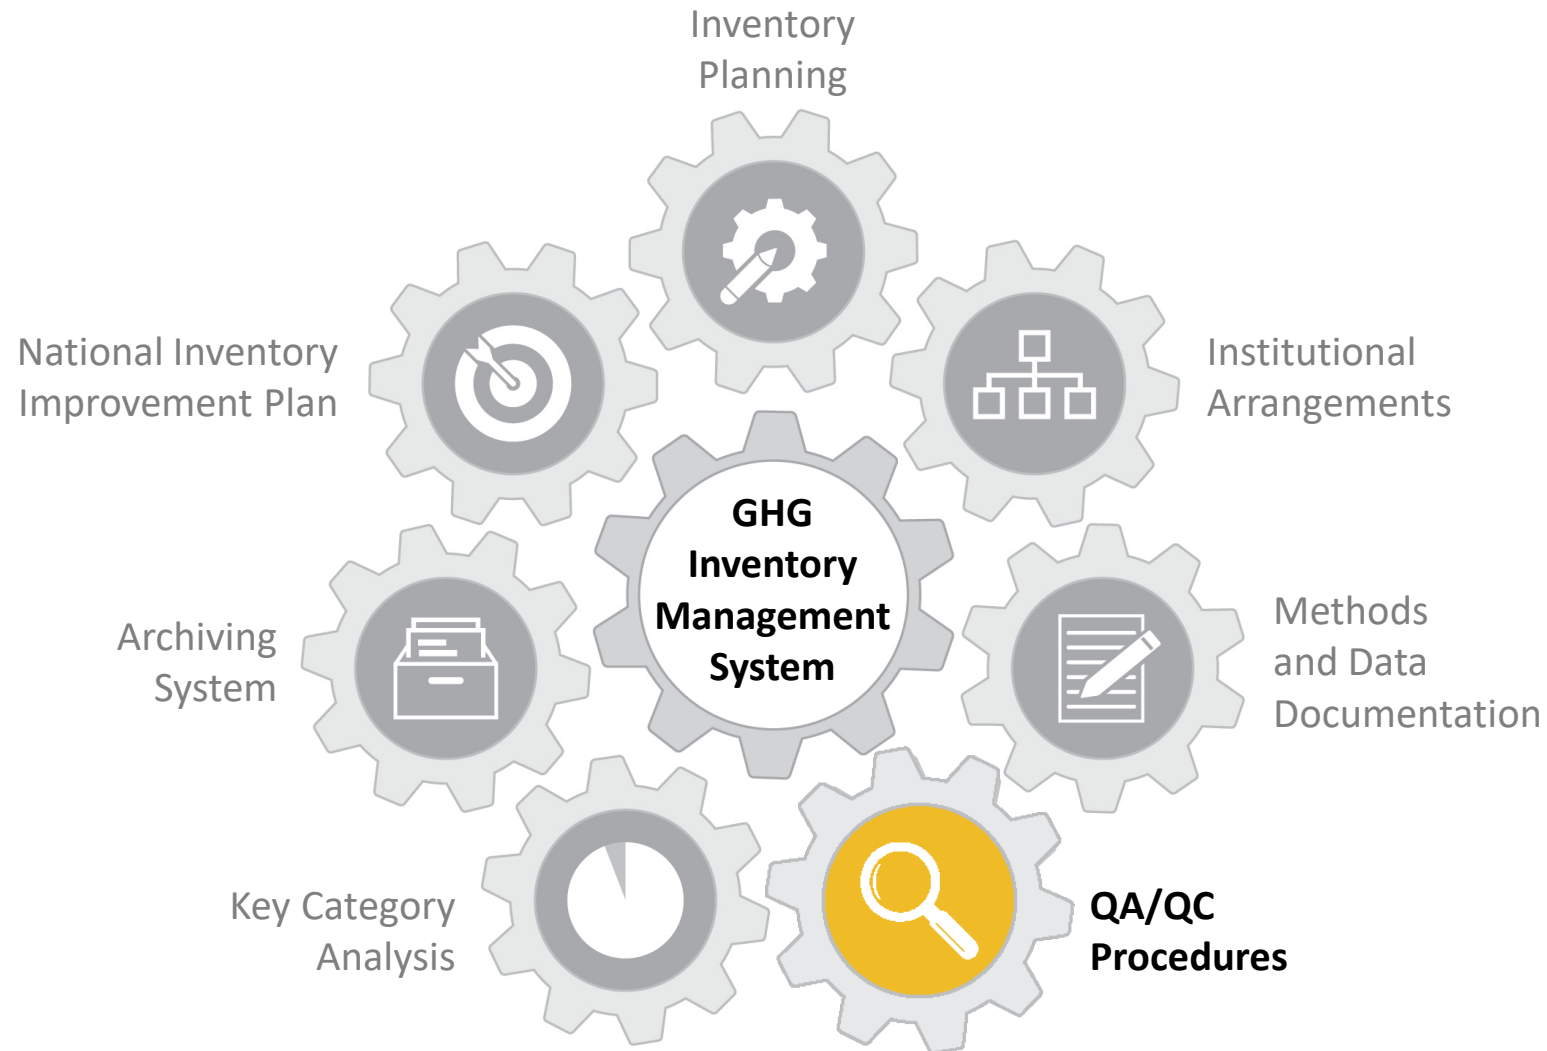 Inventory
Planning
National Inventory
Improvement Plan
Institutional
Arrangements
GHG
Inventory
Management
System
Archiving
System
Methods
and Data
Documentation
Key Category
Analysis
QA/QC
Procedures